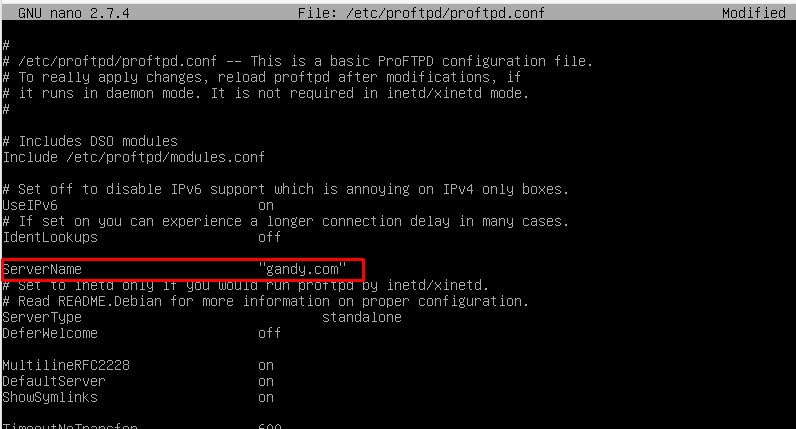 GNU nano 2.7.4 File: /etc/proftpd/proftpd.conf Modified
#
# /etc/proftpd/proftpd.conf -- This is a basic ProFTPD configuration file.
# To really apply changes, reload proftpd after modifications, if
# it runs in daemon mode. It is not required in inetd/xinetd mode.
#
# Includes DSO modules
Include /etc/proftpd/modules.conf
# Set off to disable IPv6 support which is annoying on IPv4 only boxes.
UseIPv6 on
# If set on you can experience a longer connection delay in many cases.
IdentLookups off
ServerName "gandy.com"
# Set to inetd only if you would run proftpd by inetd/xinetd.
# Read README.Debian for more information on proper configuration.
ServerType standalone
DeferWelcome off
MultilineRFC2228 on
DefaultServer on
ShowSymlinks on
TimeoutNoTransfer 600